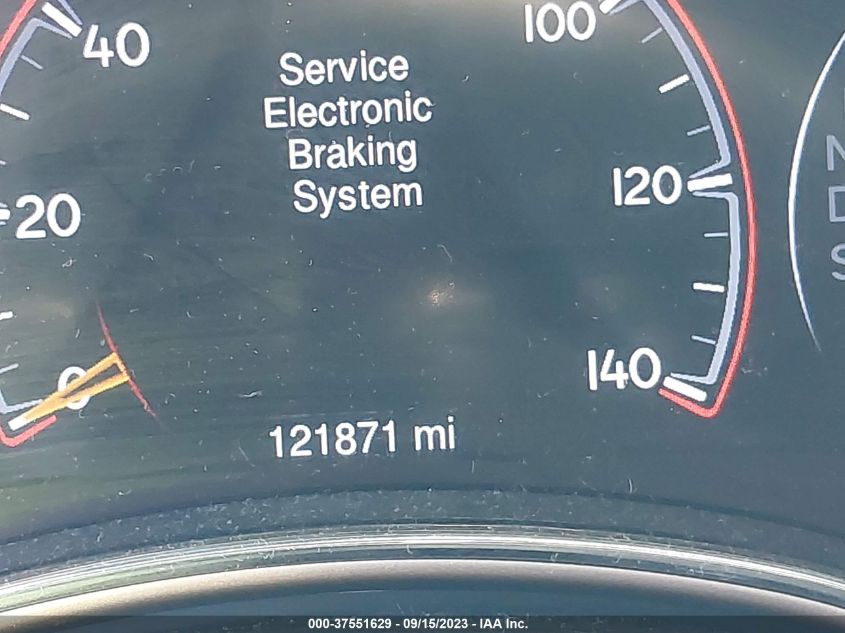 40
100
Service
Electronic
Braking
System
20
120
N
D
S
0
140
121871 mi
000-37551629 - 09/15/2023 - IAA Inc.